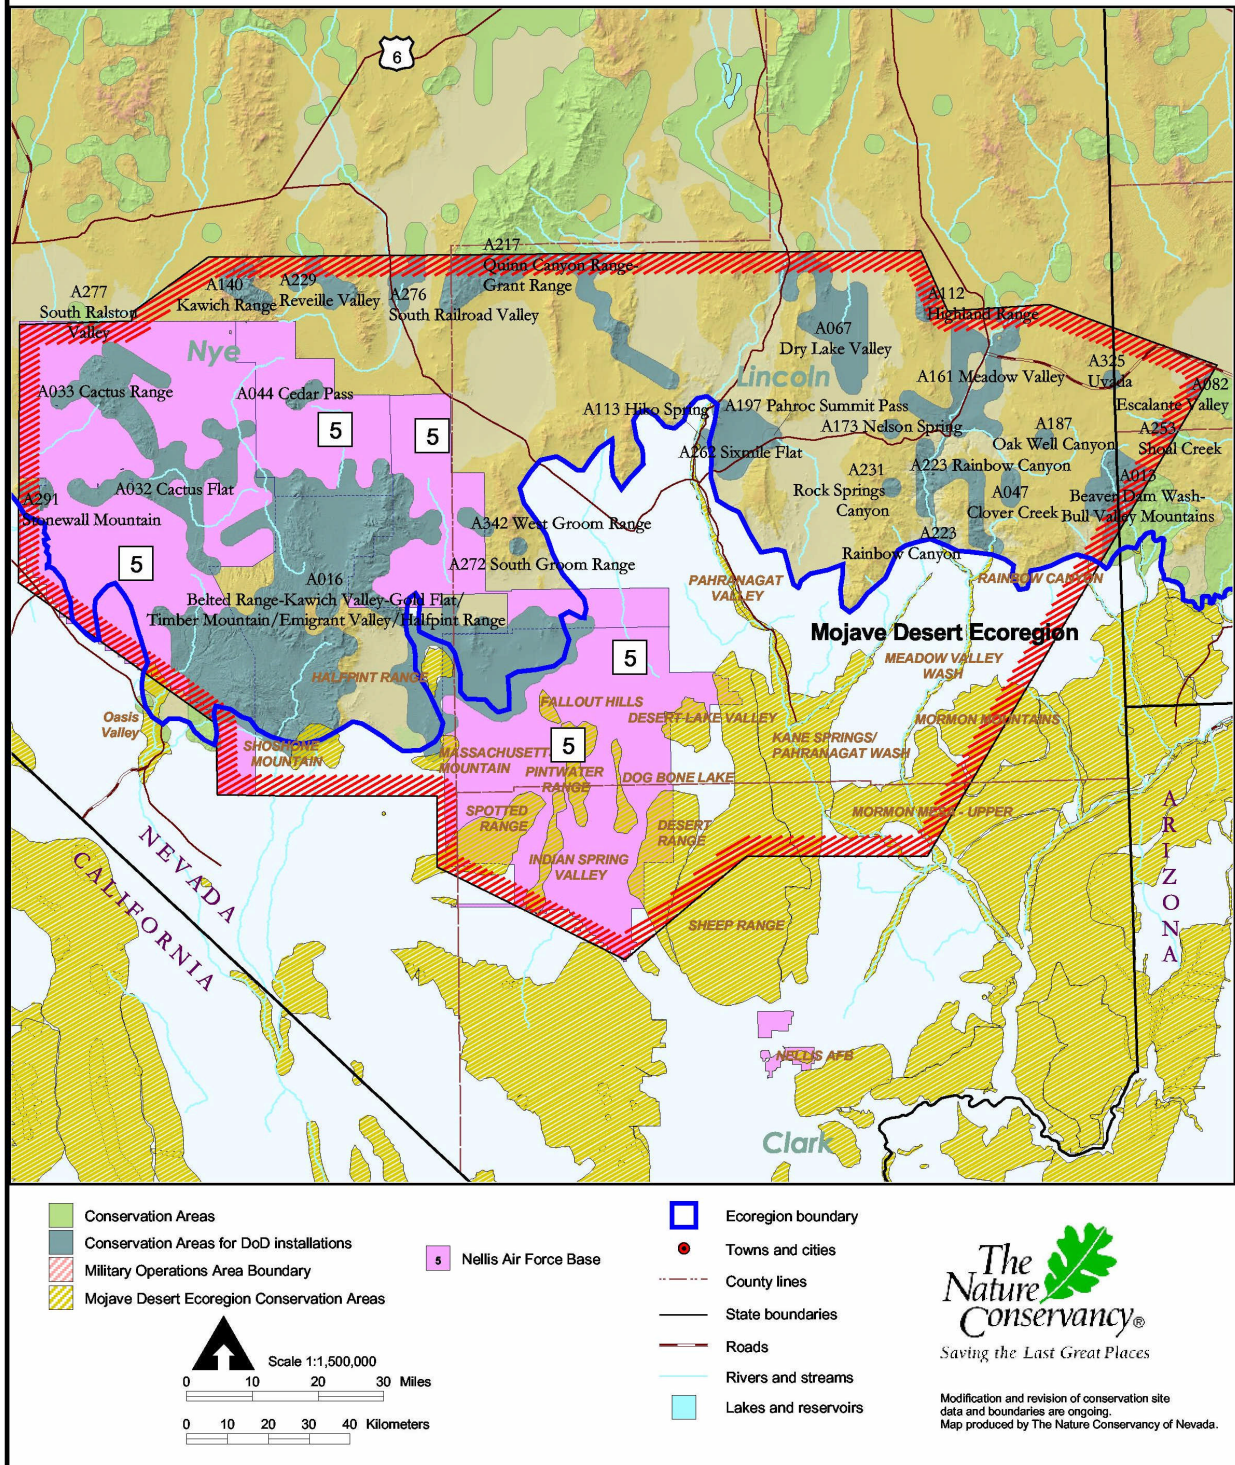 6
A217
Quinn Canyon Range-
Grant Range
A277
South Ralston
Valley
A140
Kawich Range
A229
Reveille Valley
A276
South Railroad Valley
A112
Highland Range
A067
Dry Lake Valley
Nye
Lincoln
A033 Cactus Range
A044 Cedar Pass
A161 Meadow Valley
A325
Uvada
A082
Escalante Valley
A113 Hiko Spring
A197 Pahroc Summit Pass
A173 Nelson Spring
A187
Oak Well Canyon
A253
Shoal Creek
5
5
A262 Sixmile Flat
A223 Rainbow Canyon
A231
Rock Springs
Canyon
A047
Clover Creek
A013
Beaver Dam Wash-
Bull Valley Mountains
A032 Cactus Flat
A291
Stonewall Mountain
A342 West Groom Range
A223
Rainbow Canyon
5
A272 South Groom Range
A016
Belted Range-Kawich Valley-Gold Flat/
Timber Mountain/Emigrant Valley/Halfpint Range
PAHRANAGAT
VALLEY
RAINBOW CANYON
Mojave Desert Ecoregion
5
MEADOW VALLEY
WASH
HALFPINT RANGE
FALLOUT HILLS
DESERT LAKE VALLEY
MORMON MOUNTAINS
Oasis
Valley
SHOSHONE
MOUNTAIN
MASSACHUSETT
MOUNTAIN
5
KANE SPRINGS/
PAHRANAGAT WASH
PINTWATER
RANGE
DOG BONE LAKE
SPOTTED
RANGE
DESERT
RANGE
MORMON MESA - UPPER
INDIAN SPRING
VALLEY
SHEEP RANGE
NEVADA
CALIFORNIA
ARIZONA
NELLIS AFB
Clark
Conservation Areas
Conservation Areas for DoD installations
Military Operations Area Boundary
Mojave Desert Ecoregion Conservation Areas
5 Nellis Air Force Base
Scale 1:1,500,000
0 10 20 30 Miles
0 10 20 30 40 Kilometers
Ecoregion boundary
Towns and cities
County lines
State boundaries
Roads
Rivers and streams
Lakes and reservoirs
The
Nature
Conservancy®
Saving the Last Great Places
Modification and revision of conservation site
data and boundaries are ongoing.
Map produced by The Nature Conservancy of Nevada.